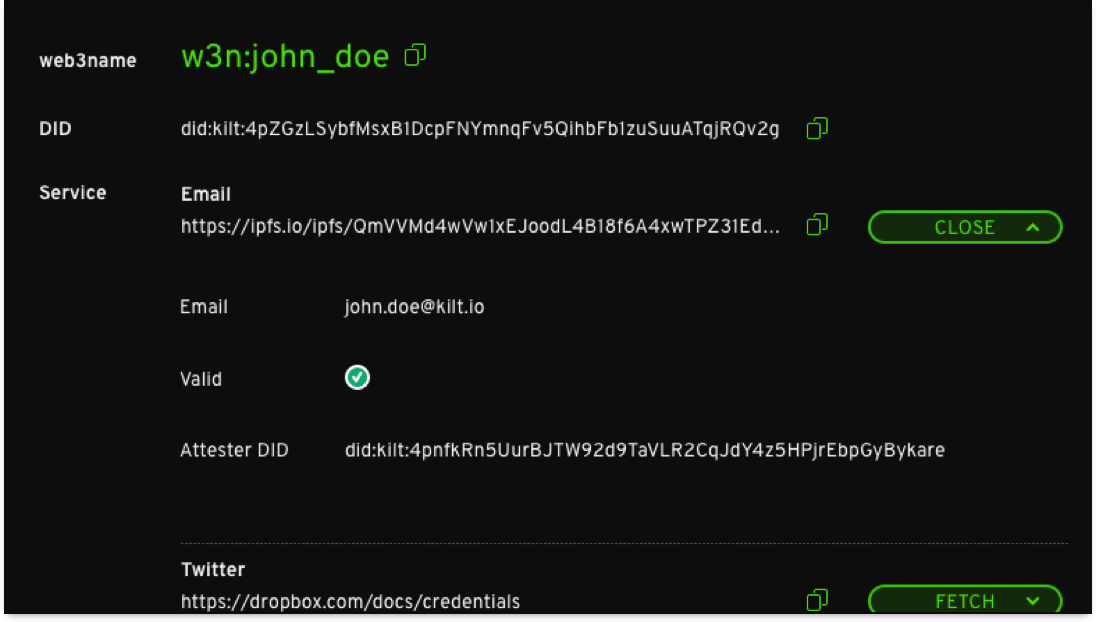 web3name w3n:john_doe
DID did:kilt:4pZGzLSybfMsxB1DcpFNYmnqFv5QihbFb1zuSuuATqjRQv2g
Service Email
https://ipfs.io/ipfs/QmVVMd4wVw1xEJoodL4B18f6A4xwTPZ31Ed... CLOSE
Email john.doe@kilt.io
Valid
Attester DID did:kilt:4pnfkRn5UurBJTW92d9TaVLR2CqJdY4z5HPjrEbpGyBykare
Twitter
https://dropbox.com/docs/credentials FETCH